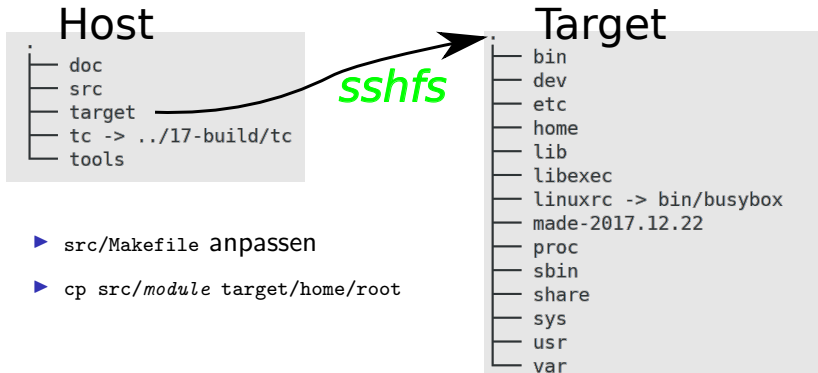 Host
.
├── doc
├── src
├── target
├── tc -> ../17-build/tc
└── tools
sshfs
Target
.
├── bin
├── dev
├── etc
├── home
├── lib
├── libexec
├── linuxrc -> bin/busybox
├── made-2017.12.22
├── proc
├── sbin
├── share
├── sys
├── usr
└── var
▶ src/Makefile anpassen
▶ cp src/module target/home/root